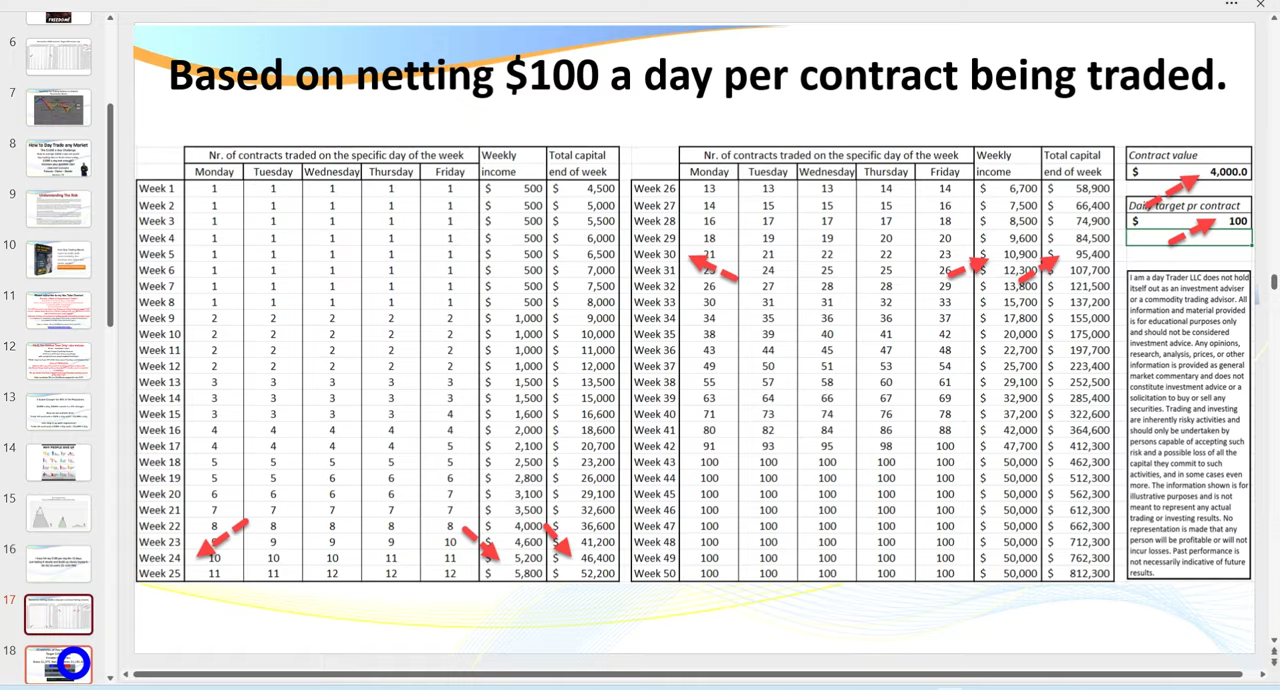 Based on netting $100 a day per contract being traded.
Nr. of contracts traded on the specific day of the week Weekly Total capital
Monday Tuesday Wednesday Thursday Friday income end of week
Week 1 1 1 1 1 1 $ 500 $ 4,500
Week 2 1 1 1 1 1 $ 500 $ 5,000
Week 3 1 1 1 1 1 $ 500 $ 5,500
Week 4 1 1 1 1 1 $ 500 $ 6,000
Week 5 1 1 1 1 1 $ 500 $ 6,500
Week 6 1 1 1 1 1 $ 500 $ 7,000
Week 7 1 1 1 1 1 $ 500 $ 7,500
Week 8 1 1 1 1 1 $ 500 $ 8,000
Week 9 2 2 2 2 2 $ 1,000 $ 9,000
Week 10 2 2 2 2 2 $ 1,000 $ 10,000
Week 11 2 2 2 2 2 $ 1,000 $ 11,000
Week 12 2 2 2 2 2 $ 1,000 $ 12,000
Week 13 3 3 3 3 3 $ 1,500 $ 13,500
Week 14 3 3 3 3 3 $ 1,500 $ 15,000
Week 15 3 3 3 3 4 $ 1,600 $ 16,600
Week 16 4 4 4 4 4 $ 2,000 $ 18,600
Week 17 4 4 4 4 5 $ 2,100 $ 20,700
Week 18 5 5 5 5 5 $ 2,500 $ 23,200
Week 19 5 5 6 6 6 $ 2,800 $ 26,000
Week 20 6 6 6 6 7 $ 3,100 $ 29,100
Week 21 7 7 7 7 7 $ 3,500 $ 32,600
Week 22 8 8 8 8 8 $ 4,000 $ 36,600
Week 23 9 9 9 10 $ 4,600 $ 41,200
Week 24 10 10 10 11 11 $ 5,200 $ 46,400
Week 25 11 11 12 12 12 $ 5,800 $ 52,200
Nr. of contracts traded on the specific day of the week Weekly Total capital
Monday Tuesday Wednesday Thursday Friday income end of week
Week 26 13 13 13 14 14 $ 6,700 $ 58,900
Week 27 14 15 15 15 16 $ 7,500 $ 66,400
Week 28 16 17 17 17 18 $ 8,500 $ 74,900
Week 29 18 19 19 20 20 $ 9,600 $ 84,500
Week 30 21 21 22 22 23 $ 10,900 $ 95,400
Week 31 24 25 25 26 $ 12,300 $ 107,700
Week 32 26 27 28 28 29 $ 13,800 $ 121,500
Week 33 30 31 31 32 33 $ 15,700 $ 137,200
Week 34 34 35 36 36 37 $ 17,800 $ 155,000
Week 35 38 39 40 41 42 $ 20,000 $ 175,000
Week 36 43 44 45 47 48 $ 22,700 $ 197,700
Week 37 49 50 52 53 54 $ 25,700 $ 223,400
Week 38 55 57 58 60 61 $ 29,100 $ 252,500
Week 39 63 64 66 67 69 $ 32,900 $ 285,400
Week 40 71 72 74 76 78 $ 37,200 $ 322,600
Week 41 80 82 84 86 88 $ 42,000 $ 364,600
Week 42 91 93 95 98 100 $ 47,700 $ 412,300
Week 43 100 100 100 100 100 $ 50,000 $ 462,300
Week 44 100 100 100 100 100 $ 50,000 $ 512,300
Week 45 100 100 100 100 100 $ 50,000 $ 562,300
Week 46 100 100 100 100 100 $ 50,000 $ 612,300
Week 47 100 100 100 100 100 $ 50,000 $ 662,300
Week 48 100 100 100 100 100 $ 50,000 $ 712,300
Week 49 100 100 100 100 100 $ 50,000 $ 762,300
Week 50 100 100 100 100 100 $ 50,000 $ 812,300
Contract value
$ 4,000.0
Daily target pr contract
$ 100
I am a day Trader LLC does not hold
itself out as an investment adviser
or a commodity trading advisor. All
information and material provided
is for educational purposes only
and should not be considered
investment advice. Any opinions,
research, analysis, prices, or other
information is provided as general
market commentary and does not
constitute investment advice or a
solicitation to buy or sell any
securities. Trading and investing
are inherently risky activities and
should only be undertaken by
persons capable of accepting such
risk and a possible loss of all the
capital they commit to such
activities, and in some cases even
more. The information shown is for
illustrative purposes and is not
meant to represent any actual
trading or investing results. No
representation is made that any
person will be profitable or will not
incur losses. Past performance is
not necessarily indicative of future
results.
6
7
8
How to Day Trade any Market
9
Understanding The Risk
10
11
12
13
14
WHY PEOPLE GIVE UP
15
16
17
18